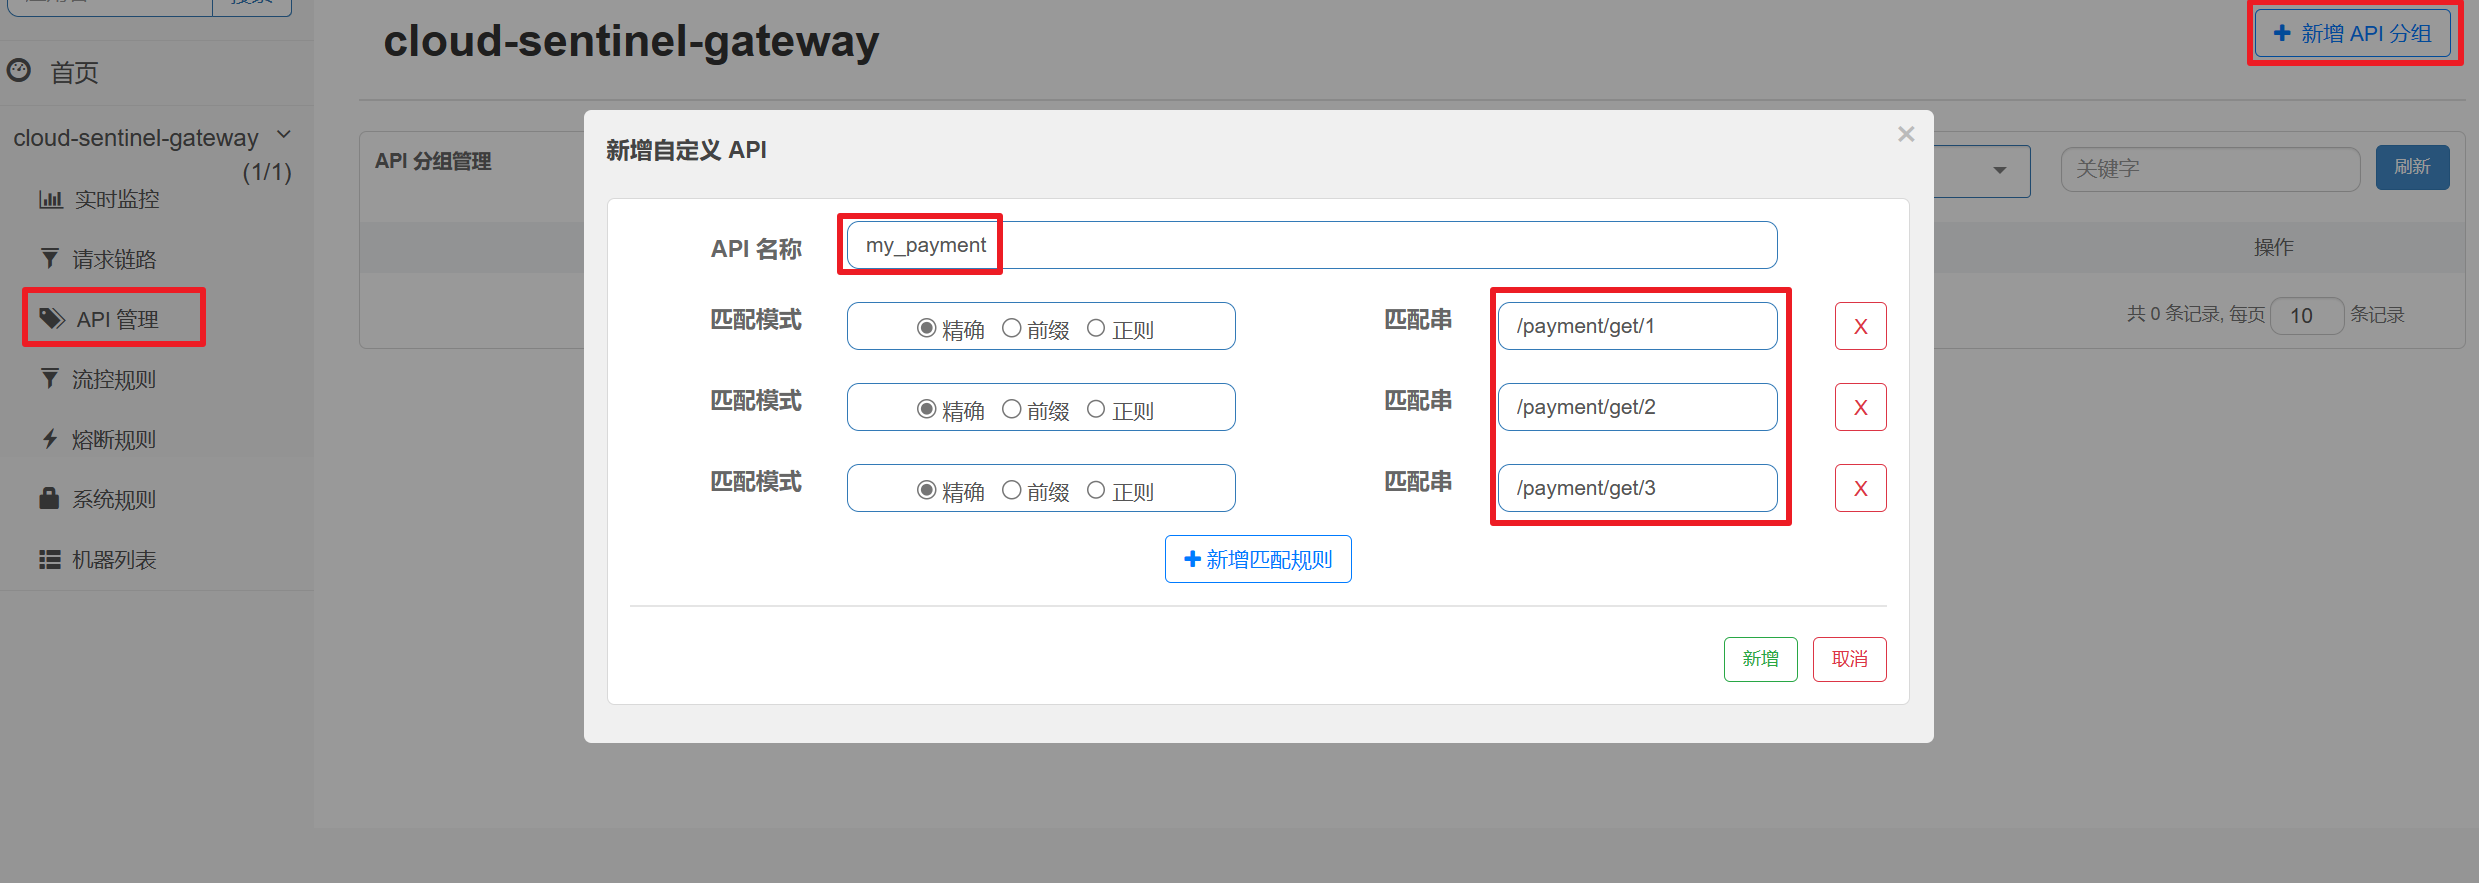 搜索
cloud-sentinel-gateway
新增 API 分组
首页
cloud-sentinel-gateway
(1/1)
实时监控
请求链路
API 管理
流控规则
熔断规则
系统规则
机器列表
API 分组管理
关键字
刷新
操作
共 0 条记录, 每页 10 条记录
新增自定义 API
×
API 名称 my_payment
匹配模式 精确 前缀 正则 匹配串 /payment/get/1 X
匹配模式 精确 前缀 正则 匹配串 /payment/get/2 X
匹配模式 精确 前缀 正则 匹配串 /payment/get/3 X
新增匹配规则
新增 取消